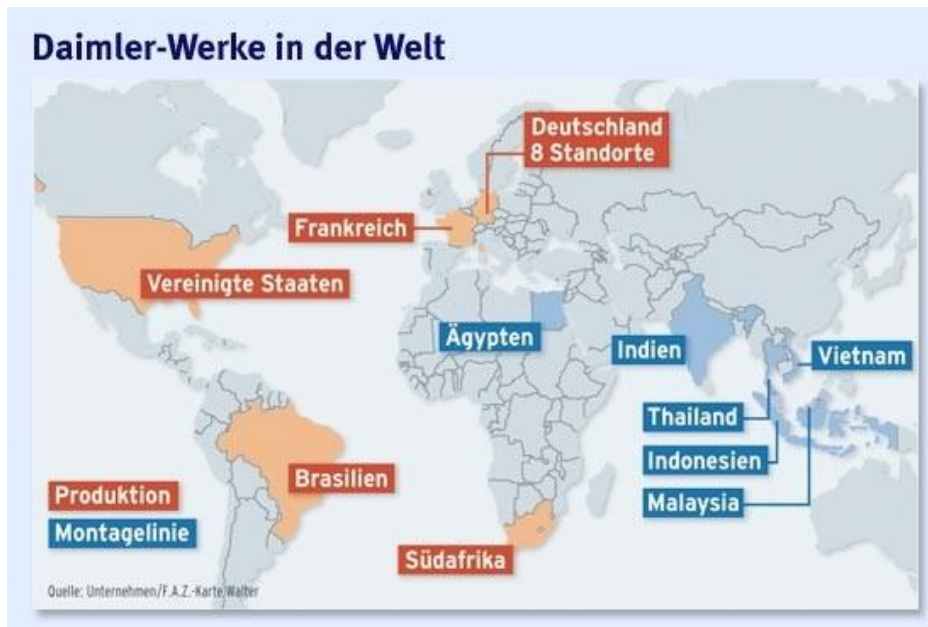 Daimler-Werke in der Welt
Deutschland
8 Standorte
Frankreich
Vereinigte Staaten
Ägypten
Indien
Vietnam
Thailand
Indonesien
Malaysia
Brasilien
Südafrika
Produktion
Montagelinie
Quelle: Unternehmen/F.A.Z.-Karte Walter